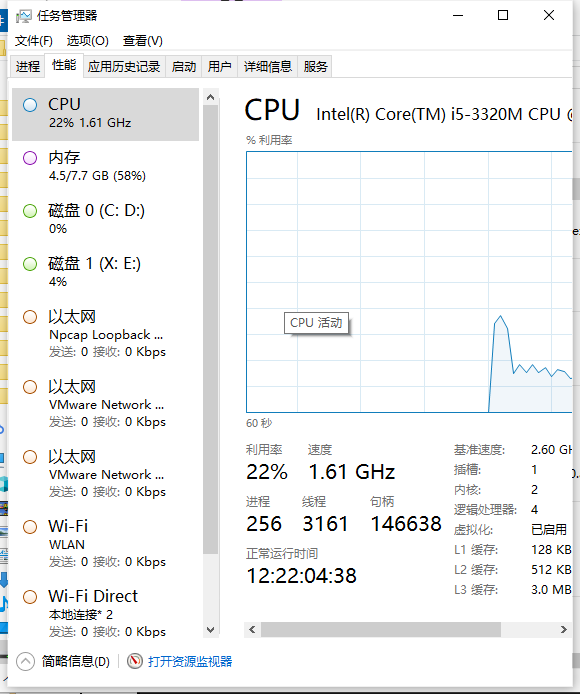 任务管理器
文件(F) 选项(O) 查看(V)
进程 性能 应用历史记录 启动 用户 详细信息 服务
CPU
22% 1.61 GHz
内存
4.5/7.7 GB (58%)
磁盘 0 (C: D:)
0%
磁盘 1 (X: E:)
4%
以太网
Npcap Loopback ...
发送: 0 接收: 0 Kbps
以太网
VMware Network ...
发送: 0 接收: 0 Kbps
以太网
VMware Network ...
发送: 0 接收: 0 Kbps
Wi-Fi
WLAN
发送: 0 接收: 0 Kbps
Wi-Fi Direct
本地连接* 2
发送: 0 接收: 0 Kbps
CPU Intel(R) Core(TM) i5-3320M CPU @
% 利用率
CPU 活动
60 秒
利用率 速度
22% 1.61 GHz
进程 线程 句柄
256 3161 146638
正常运行时间
12:22:04:38
基准速度: 2.60 GH
插槽: 1
内核: 2
逻辑处理器: 4
虚拟化: 已启用
L1 缓存: 128 KB
L2 缓存: 512 KB
L3 缓存: 3.0 MB
简略信息(D) 打开资源监视器